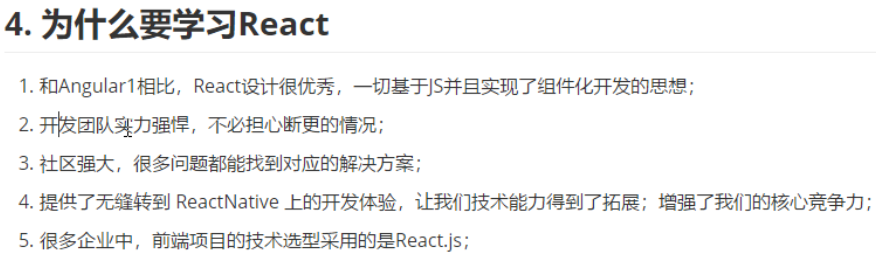 4. 为什么要学习React
1. 和Angular1相比，React设计很优秀，一切基于JS并且实现了组件化开发的思想；
2. 开发团队实力强悍，不必担心断更的情况；
3. 社区强大，很多问题都能找到对应的解决方案；
4. 提供了无缝转到 ReactNative 上的开发体验，让我们技术能力得到了拓展；增强了我们的核心竞争力；
5. 很多企业中，前端项目的技术选型采用的是React.js；